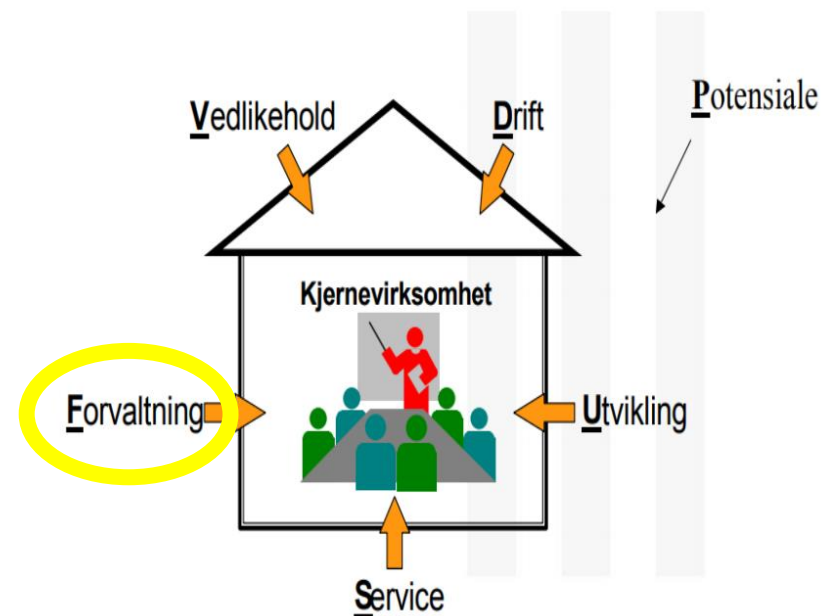 Potensiale
Vedlikehold
Drift
Kjernevirksomhet
Forvaltning
Utvikling
Service